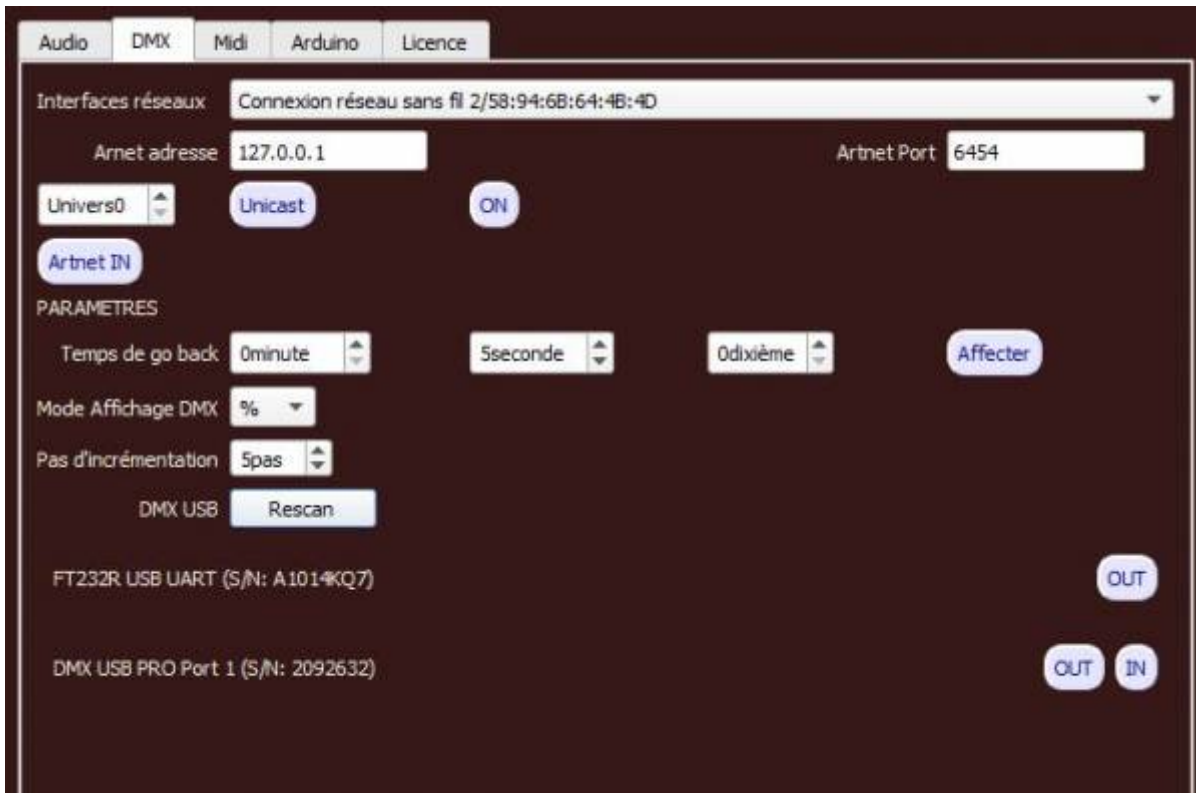 Audio DMX Midi Arduino Licence
Interfaces réseaux Connexion réseau sans fil 2/58:94:6B:64:4B:4D
Arnet adresse 127.0.0.1 Artnet Port 6454
Univers0 Unicast ON
Artnet IN
PARAMETRES
Temps de go back 0minute 5seconde 0dixième Affecter
Mode Affichage DMX %
Pas d'incrémentation 5pas
DMX USB Rescan
FT232R USB UART (S/N: A1014KQ7) OUT
DMX USB PRO Port 1 (S/N: 2092632) OUT IN